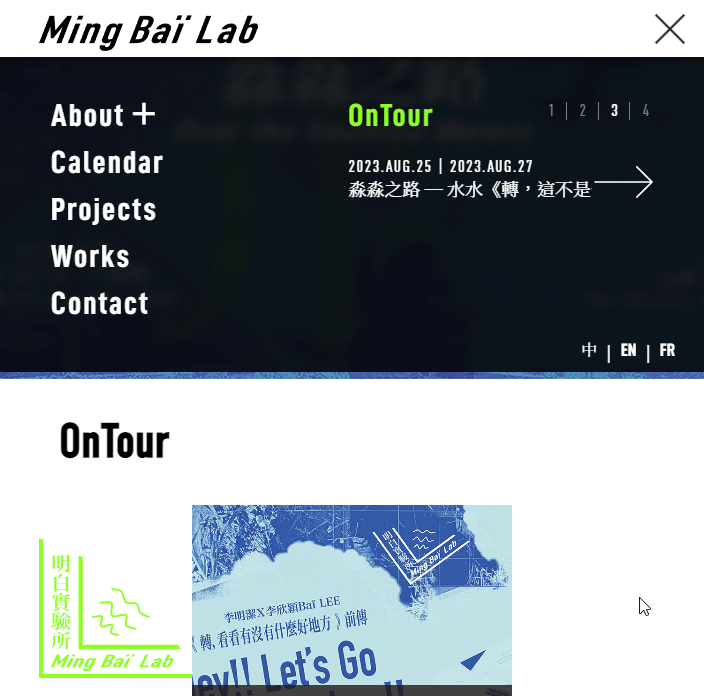 Ming Baï Lab
About +
OnTour
1 | 2 | 3 | 4
Calendar
2023.AUG.25 | 2023.AUG.27
淼淼之路 — 水水《轉，這不是
Projects
Works
Contact
中 | EN | FR
OnTour
明白實驗所
Ming Baï Lab
明白實驗所
Ming Baï Lab
李明潔X李欣穎Baï LEE
《轉,看看有沒有什麼好地方》前傳
Hey!! Let's Go